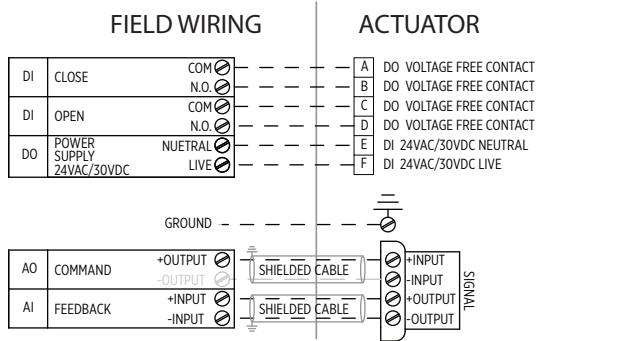 FIELD WIRING
ACTUATOR
DI CLOSE COM A DO VOLTAGE FREE CONTACT
N.O. B DO VOLTAGE FREE CONTACT
DI OPEN COM C DO VOLTAGE FREE CONTACT
N.O. D DO VOLTAGE FREE CONTACT
DO POWER SUPPLY 24VAC/30VDC NUETRAL E DI 24VAC/30VDC NEUTRAL
LIVE F DI 24VAC/30VDC LIVE
GROUND
AO COMMAND +OUTPUT SHIELDED CABLE +INPUT
-OUTPUT -INPUT
AI FEEDBACK +INPUT SHIELDED CABLE +OUTPUT
-INPUT -OUTPUT
SIGNAL